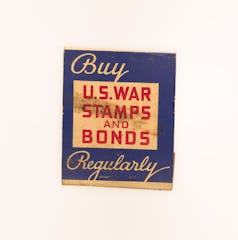 Buy
U.S. WAR
STAMPS
AND
BONDS
Regularly